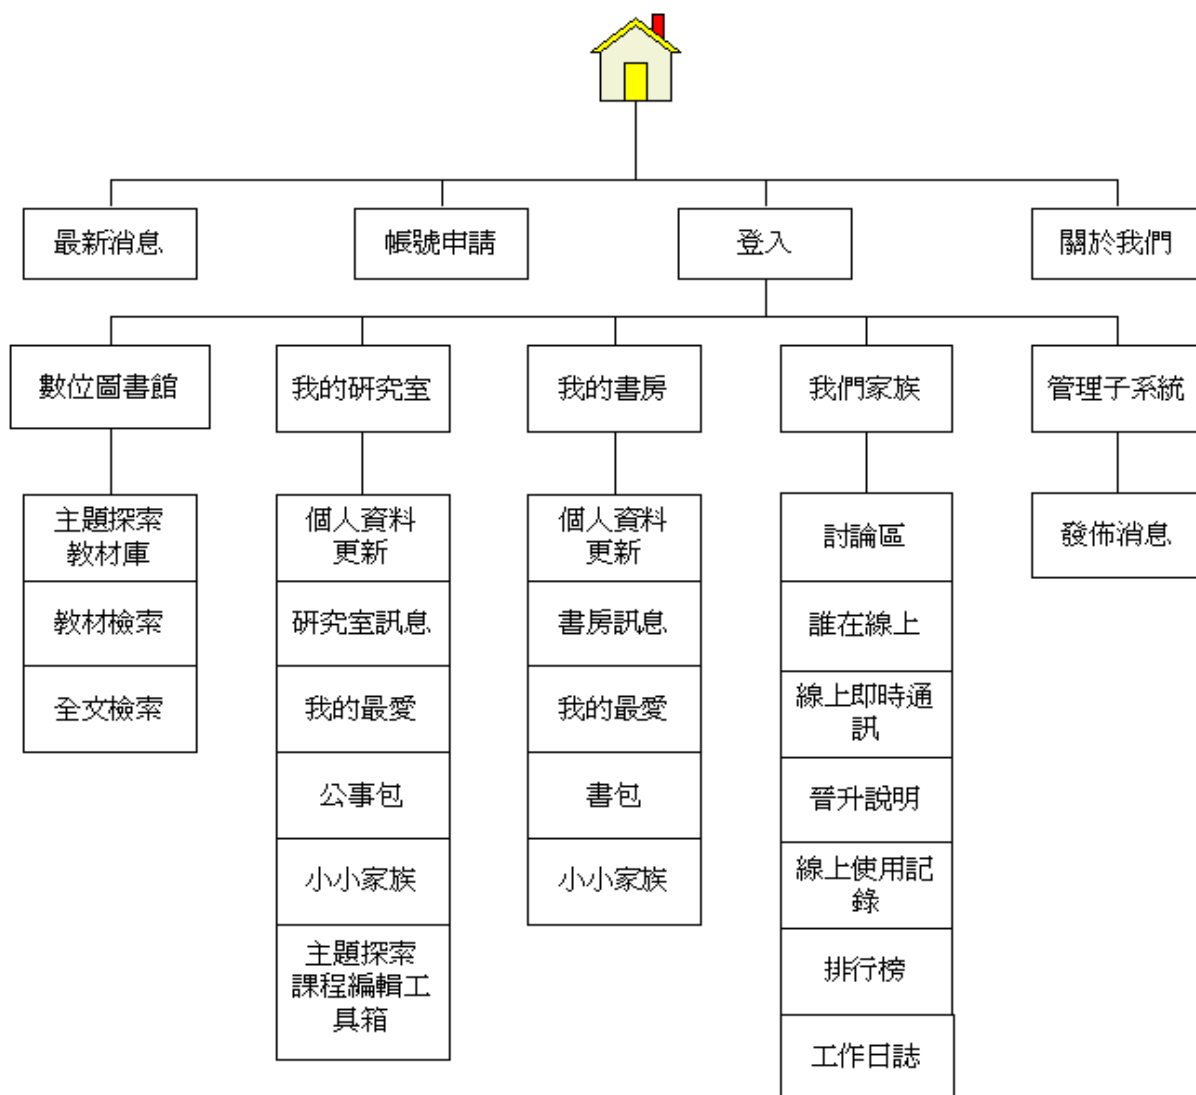 最新消息
帳號申請
登入
關於我們
數位圖書館
我的研究室
我的書房
我們家族
管理子系統
主題探索
教材庫
教材檢索
全文檢索
個人資料
更新
研究室訊息
我的最愛
公事包
小小家族
主題探索
課程編輯工
具箱
個人資料
更新
書房訊息
我的最愛
書包
小小家族
討論區
誰在線上
線上即時通
訊
晉升說明
線上使用記
錄
排行榜
工作日誌
發佈消息